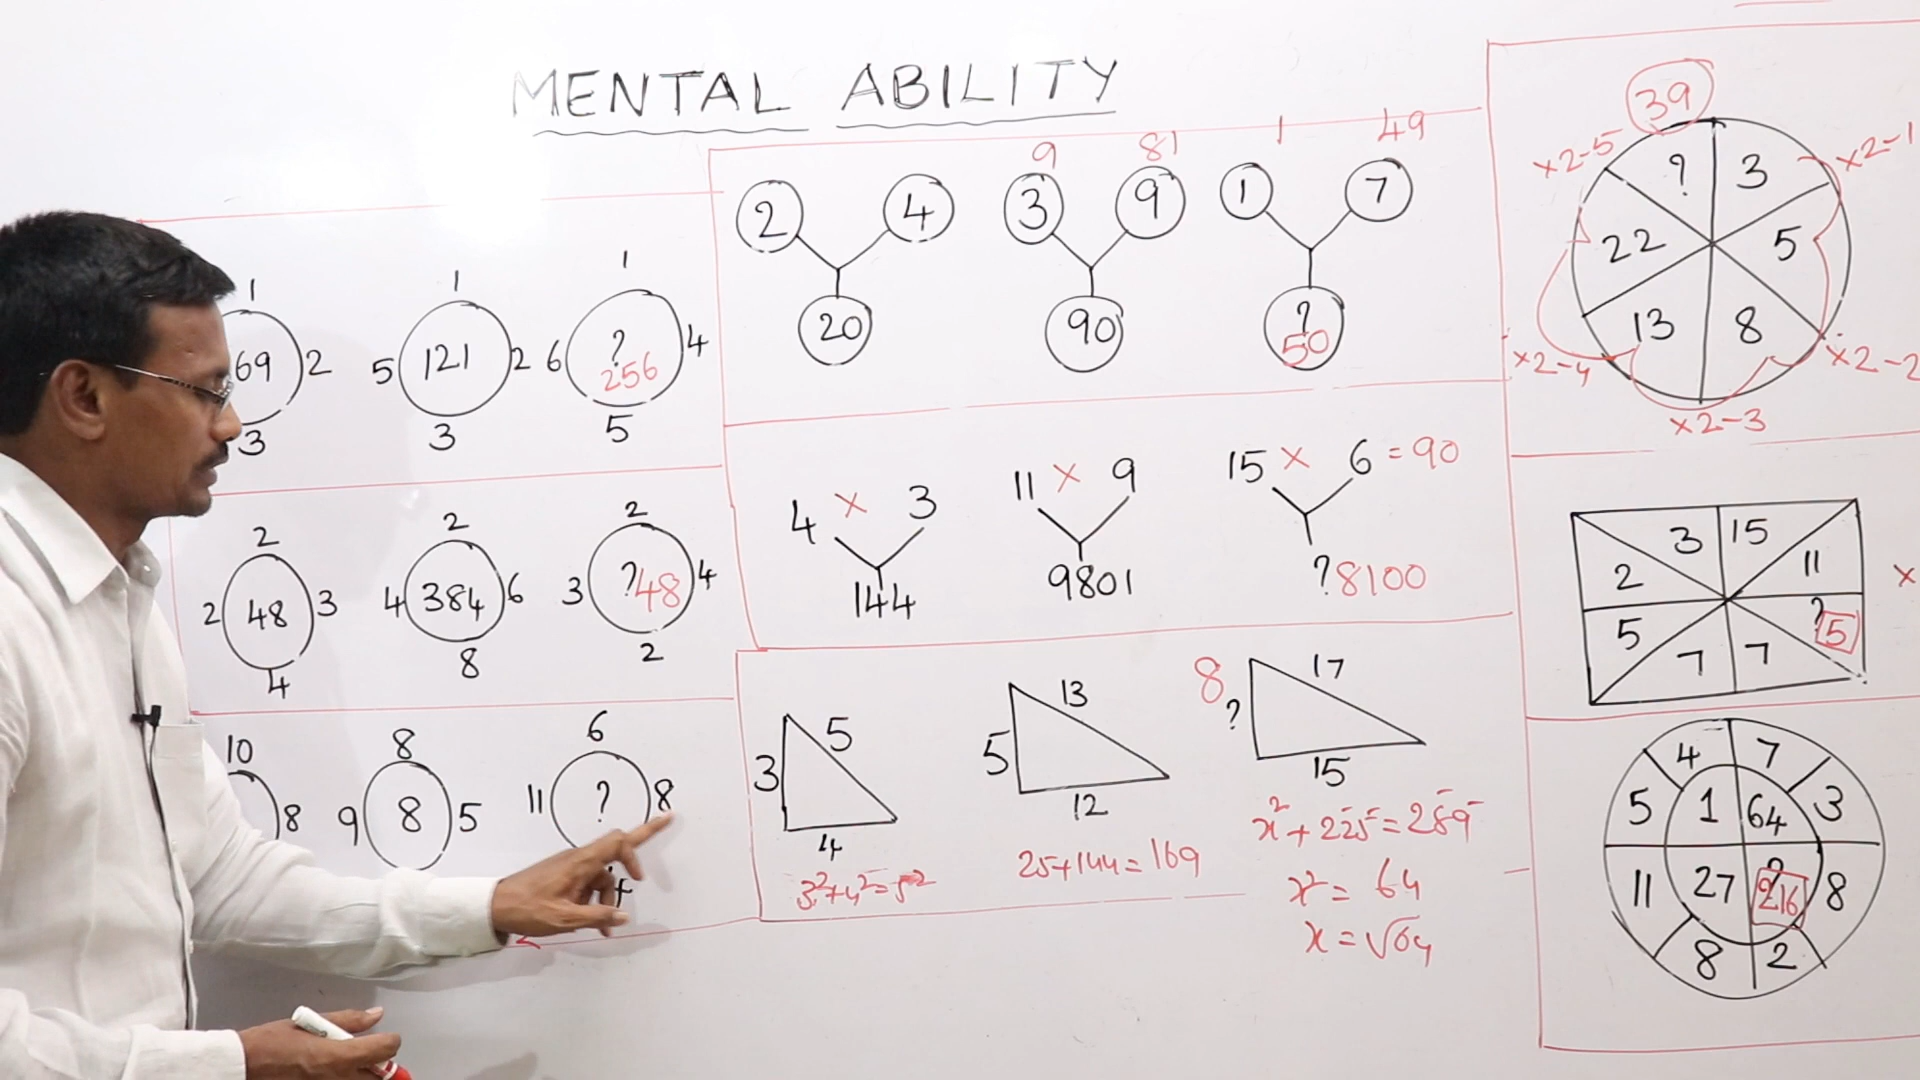 MENTAL ABILITY
1
69 2
3
1
5 121 2
3
1
6 ? 4
256
5
2
2 48 3
4
2
4 384 6
8
2
3 ?48 4
2
10
8
8
9 8 5
6
11 ? 8
2 4
20
9 81
3 9
90
1 49
1 7
?
50
4 × 3
144
11 × 9
9801
15 × 6 = 90
? 8100
3 5
4
3²+4²=5²
13
5
12
25+144=169
8 17
?
15
x²+225=289
x²= 64
x=√64
39
×2-5 ×2-1
? 3
22 5
13 8
×2-4 ×2-2
×2-3
3 15
2 11 ×
5 ? 5
7 7
4 7
5 1 64 3
11 27 ? 8
216
8 2